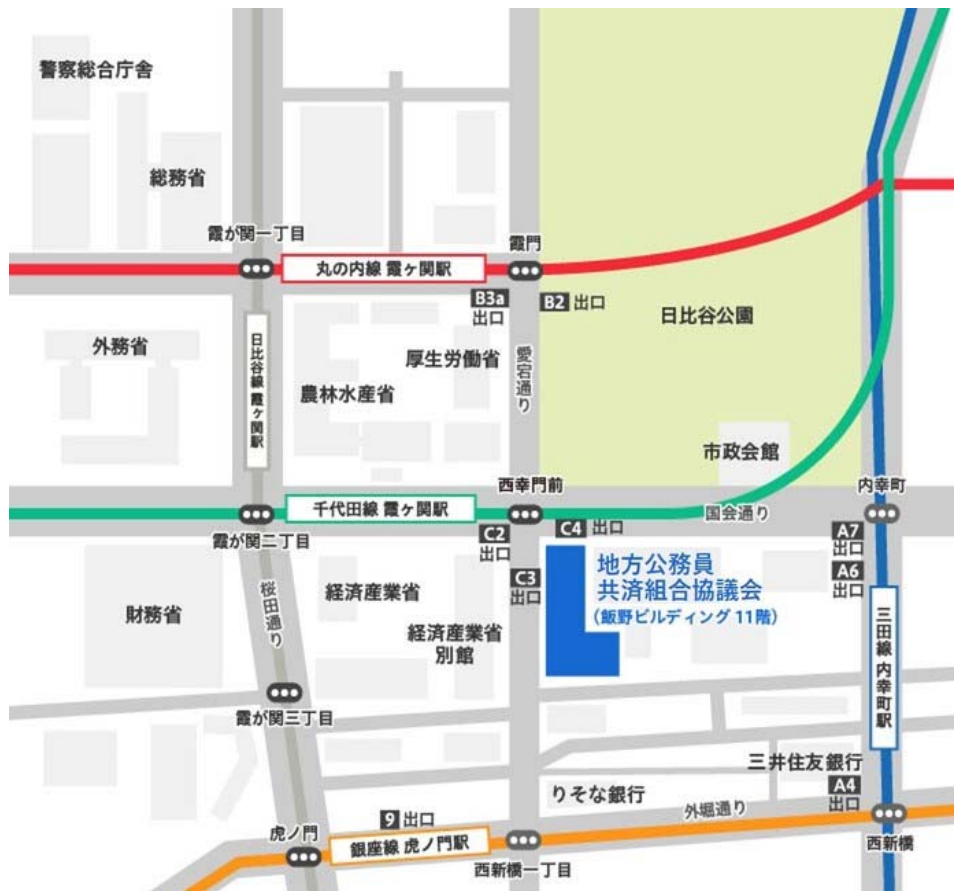 警察総合庁舎
総務省
霞が関一丁目
丸の内線 霞ヶ関駅
霞門
B3a
出口
B2 出口
日比谷公園
外務省
日比谷線 霞ヶ関駅
農林水産省
厚生労働省
愛宕通り
市政会館
西幸門前
内幸町
千代田線 霞ヶ関駅
国会通り
霞が関二丁目
C2
出口
C4 出口
C3
出口
A7
出口
A6
出口
地方公務員
共済組合協議会
(飯野ビルディング 11階)
財務省
桜田通り
経済産業省
経済産業省
別館
三田線 内幸町駅
霞が関三丁目
三井住友銀行
A4
出口
りそな銀行
外堀通り
9 出口
虎ノ門
銀座線 虎ノ門駅
西新橋一丁目
西新橋